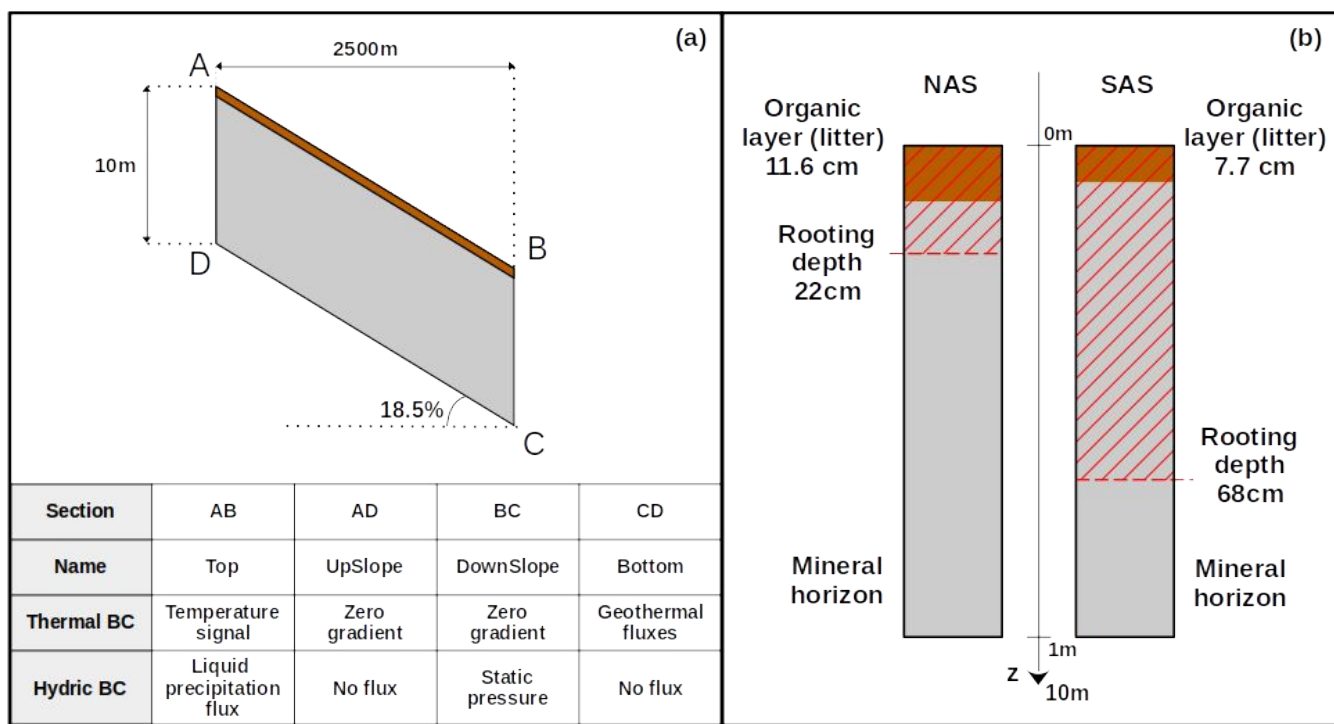 (a)
2500m
A
10m
B
D
18.5%
C
Section AB AD BC CD
Name Top UpSlope DownSlope Bottom
Thermal BC Temperature signal Zero gradient Zero gradient Geothermal fluxes
Hydric BC Liquid precipitation flux No flux Static pressure No flux
(b)
NAS SAS
Organic
layer (litter)
11.6 cm
0m
Organic
layer (litter)
7.7 cm
Rooting
depth
22cm
Rooting
depth
68cm
Mineral
horizon
Mineral
horizon
1m
z
10m